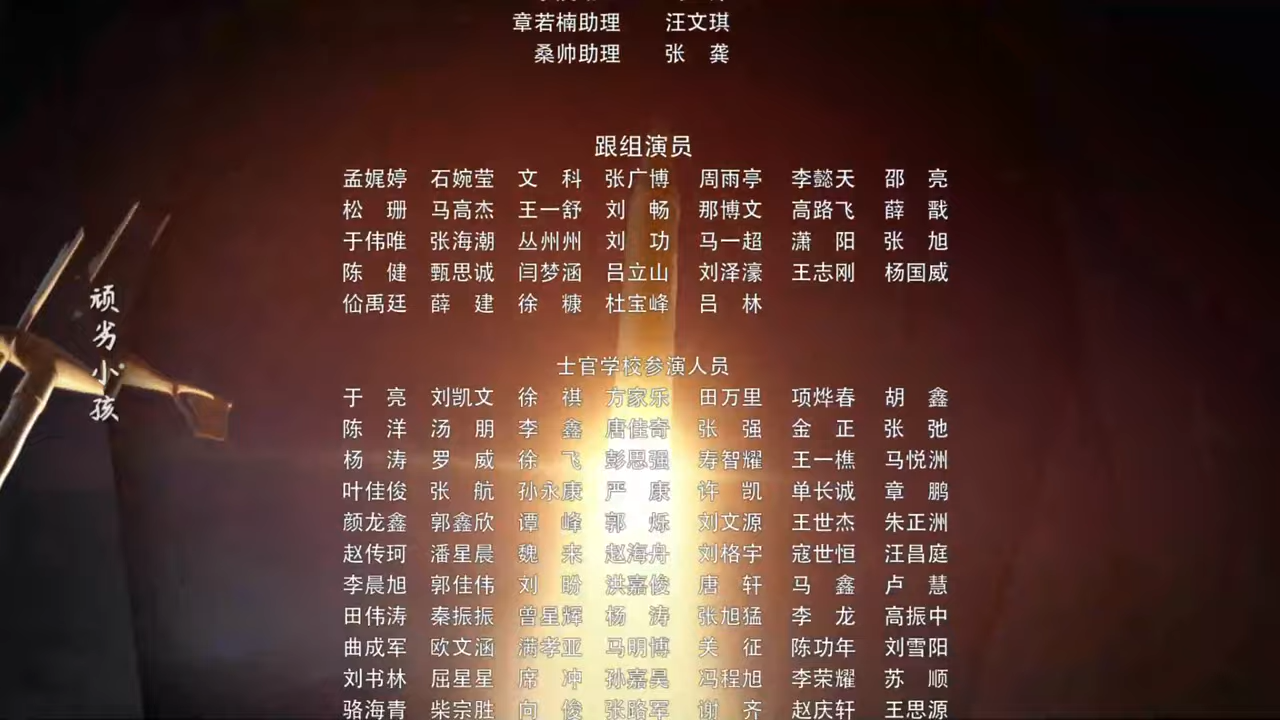 章若楠助理 汪文琪
桑帅助理 张 龚
跟组演员
孟娓婷 石婉莹 文 科 张广博 周雨亭 李懿天 邵 亮
松 珊 马高杰 王一舒 刘 畅 那博文 高路飞 薛 戬
于伟唯 张海潮 丛州州 刘 功 马一超 潇 阳 张 旭
陈 健 甄思诚 闫梦涵 吕立山 刘泽濠 王志刚 杨国威
仙禹廷 薛 建 徐 糠 杜宝峰 吕 林
士官学校参演人员
于 亮 刘凯文 徐 祺 方家乐 田万里 项烨春 胡 鑫
陈 洋 汤 朋 李 鑫 唐佳奇 张 强 金 正 张 弛
杨 涛 罗 威 徐 飞 彭思强 寿智耀 王一樵 马悦洲
叶佳俊 张 航 孙永康 严 康 许 凯 单长诚 章 鹏
颜龙鑫 郭鑫欣 谭 峰 郭 烁 刘文源 王世杰 朱正洲
赵传珂 潘星晨 魏 来 赵海舟 刘格宇 寇世恒 汪昌庭
李晨旭 郭佳伟 刘 盼 洪嘉俊 唐 轩 马 鑫 卢 慧
田伟涛 秦振振 曾星辉 杨 涛 张旭猛 李 龙 高振中
曲成军 欧文涵 满孝亚 马明博 关 征 陈功年 刘雪阳
刘书林 屈星星 席 冲 孙嘉昊 冯程旭 李荣耀 苏 顺
骆海青 柴宗胜 向 俊 张路军 谢 齐 赵庆轩 王思源
顽劣小孩